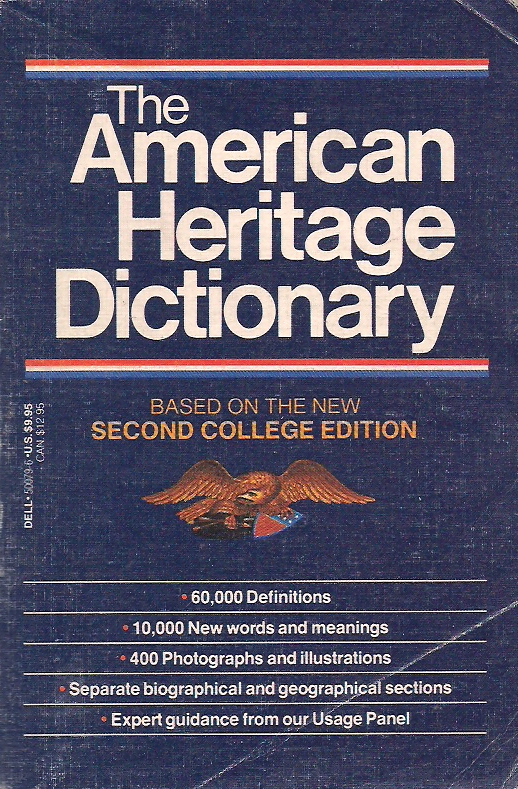 The
American
Heritage
Dictionary
BASED ON THE NEW
SECOND COLLEGE EDITION
DELL • 50079-6 • U.S. $9.95
CAN. $12.95
• 60,000 Definitions
• 10,000 New words and meanings
• 400 Photographs and illustrations
• Separate biographical and geographical sections
• Expert guidance from our Usage Panel